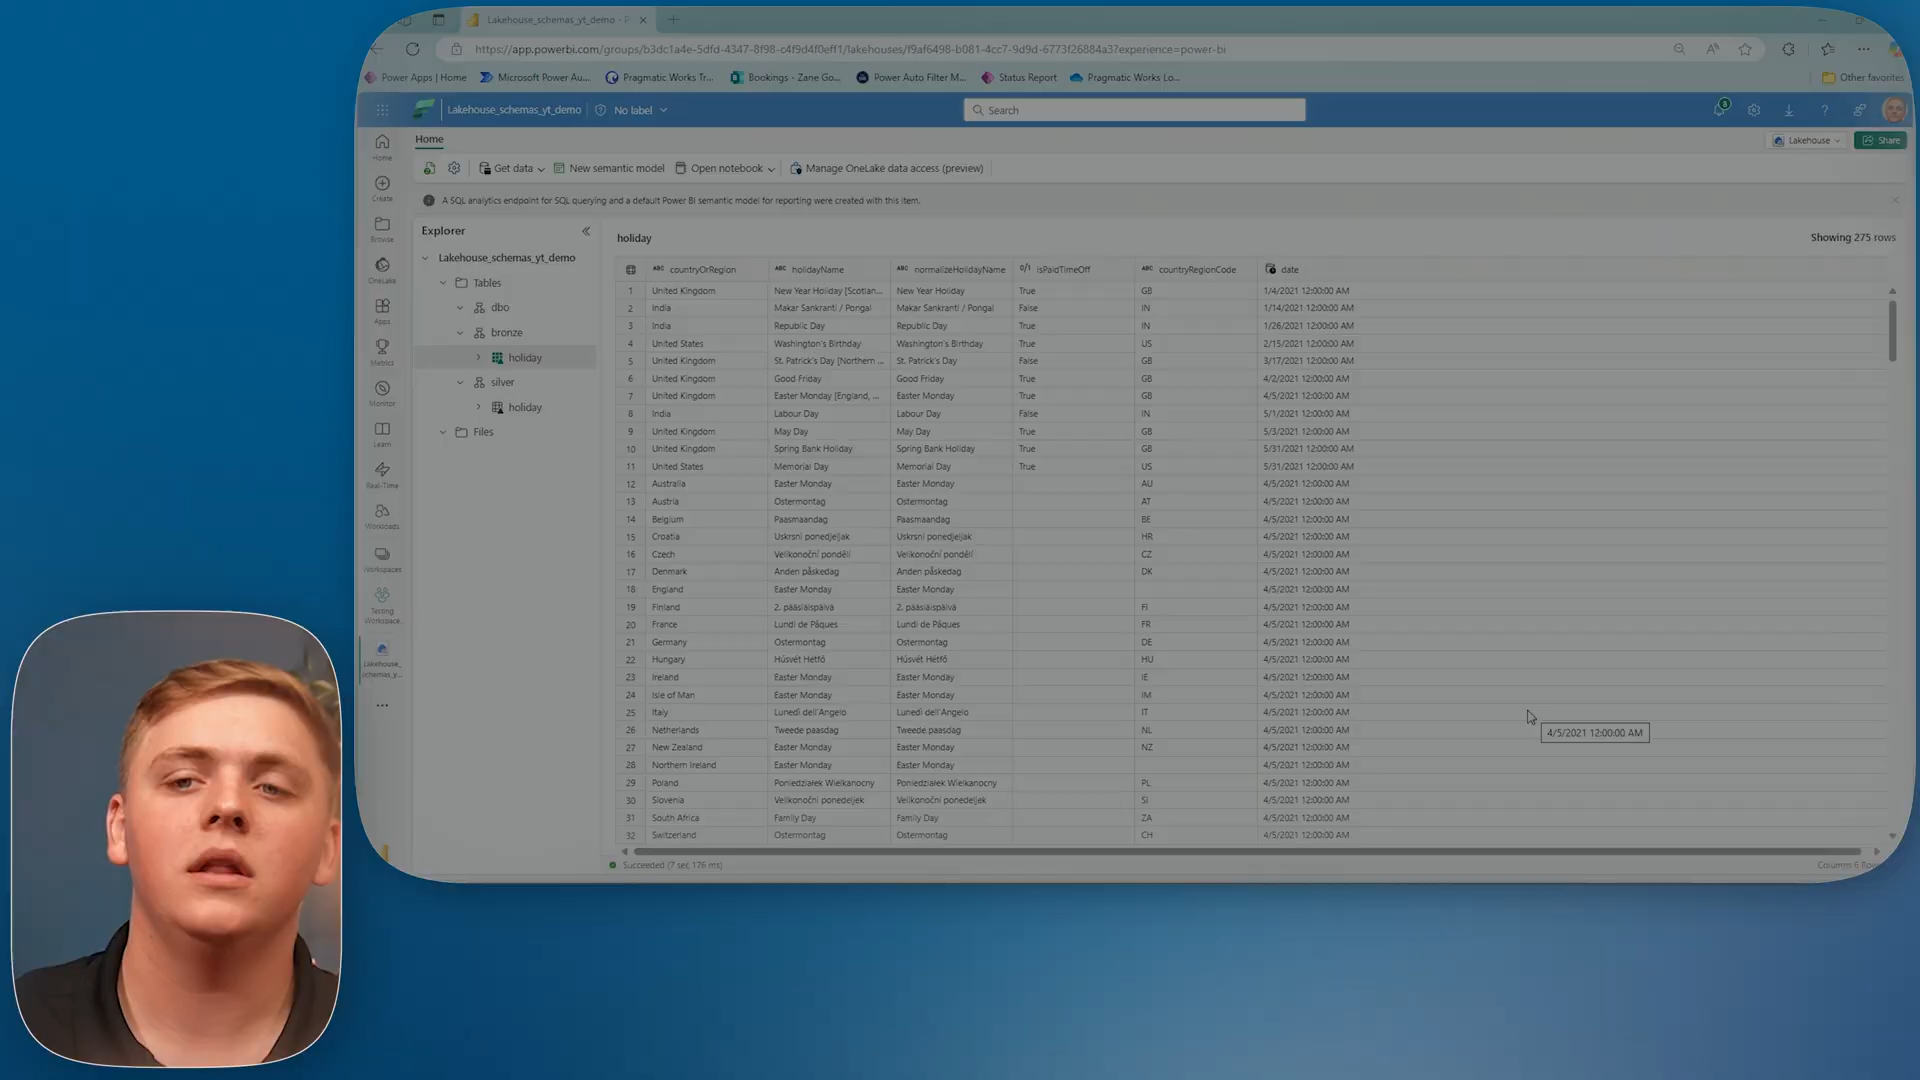 Lakehouse_schemas_yt_demo - P
https://app.powerbi.com/groups/b3dc1a4e-5dfd-4347-8f98-c4f9d4f0eff1/lakehouses/f9af6498-b081-4cc7-9d9d-6773f26884a3?experience=power-bi
Power Apps | Home
Microsoft Power Au...
Pragmatic Works Tr...
Bookings - Zane Go...
Power Auto Filter M...
Status Report
Pragmatic Works Lo...
Other favorites
Lakehouse_schemas_yt_demo
No label
Search
8
Home
Lakehouse
Share
Get data
New semantic model
Open notebook
Manage OneLake data access (preview)
A SQL analytics endpoint for SQL querying and a default Power BI semantic model for reporting were created with this item.
Home
Create
Browse
OneLake
Apps
Metrics
Monitor
Learn
Real-Time
Workloads
Workspaces
Testing
Workspace
Lakehouse_
schemas_y...
Explorer
Lakehouse_schemas_yt_demo
Tables
dbo
bronze
holiday
silver
holiday
Files
holiday
Showing 275 rows
ABC countryOrRegion ABC holidayName ABC normalizeHolidayName 0/1 isPaidTimeOff ABC countryRegionCode date
1 United Kingdom New Year Holiday [Scotlan... New Year Holiday True GB 1/4/2021 12:00:00 AM
2 India Makar Sankranti / Pongal Makar Sankranti / Pongal False IN 1/14/2021 12:00:00 AM
3 India Republic Day Republic Day True IN 1/26/2021 12:00:00 AM
4 United States Washington's Birthday Washington's Birthday True US 2/15/2021 12:00:00 AM
5 United Kingdom St. Patrick's Day [Northern ... St. Patrick's Day False GB 3/17/2021 12:00:00 AM
6 United Kingdom Good Friday Good Friday True GB 4/2/2021 12:00:00 AM
7 United Kingdom Easter Monday [England, ... Easter Monday True GB 4/5/2021 12:00:00 AM
8 India Labour Day Labour Day False IN 5/1/2021 12:00:00 AM
9 United Kingdom May Day May Day True GB 5/3/2021 12:00:00 AM
10 United Kingdom Spring Bank Holiday Spring Bank Holiday True GB 5/31/2021 12:00:00 AM
11 United States Memorial Day Memorial Day True US 5/31/2021 12:00:00 AM
12 Australia Easter Monday Easter Monday AU 4/5/2021 12:00:00 AM
13 Austria Ostermontag Ostermontag AT 4/5/2021 12:00:00 AM
14 Belgium Paasmaandag Paasmaandag BE 4/5/2021 12:00:00 AM
15 Croatia Uskrsni ponedjeljak Uskrsni ponedjeljak HR 4/5/2021 12:00:00 AM
16 Czech Velikonoční pondělí Velikonoční pondělí CZ 4/5/2021 12:00:00 AM
17 Denmark Anden påskedag Anden påskedag DK 4/5/2021 12:00:00 AM
18 England Easter Monday Easter Monday 4/5/2021 12:00:00 AM
19 Finland 2. pääsiäispäivä 2. pääsiäispäivä FI 4/5/2021 12:00:00 AM
20 France Lundi de Pâques Lundi de Pâques FR 4/5/2021 12:00:00 AM
21 Germany Ostermontag Ostermontag DE 4/5/2021 12:00:00 AM
22 Hungary Húsvét Hétfő Húsvét Hétfő HU 4/5/2021 12:00:00 AM
23 Ireland Easter Monday Easter Monday IE 4/5/2021 12:00:00 AM
24 Isle of Man Easter Monday Easter Monday IM 4/5/2021 12:00:00 AM
25 Italy Lunedì dell'Angelo Lunedì dell'Angelo IT 4/5/2021 12:00:00 AM
26 Netherlands Tweede paasdag Tweede paasdag NL 4/5/2021 12:00:00 AM
27 New Zealand Easter Monday Easter Monday NZ 4/5/2021 12:00:00 AM
28 Northern Ireland Easter Monday Easter Monday 4/5/2021 12:00:00 AM
29 Poland Poniedziałek Wielkanocny Poniedziałek Wielkanocny PL 4/5/2021 12:00:00 AM
30 Slovenia Velikonočni ponedeljek Velikonočni ponedeljek SI 4/5/2021 12:00:00 AM
31 South Africa Family Day Family Day ZA 4/5/2021 12:00:00 AM
32 Switzerland Ostermontag Ostermontag CH 4/5/2021 12:00:00 AM
4/5/2021 12:00:00 AM
Succeeded (7 sec, 176 ms)
Columns 6 Row